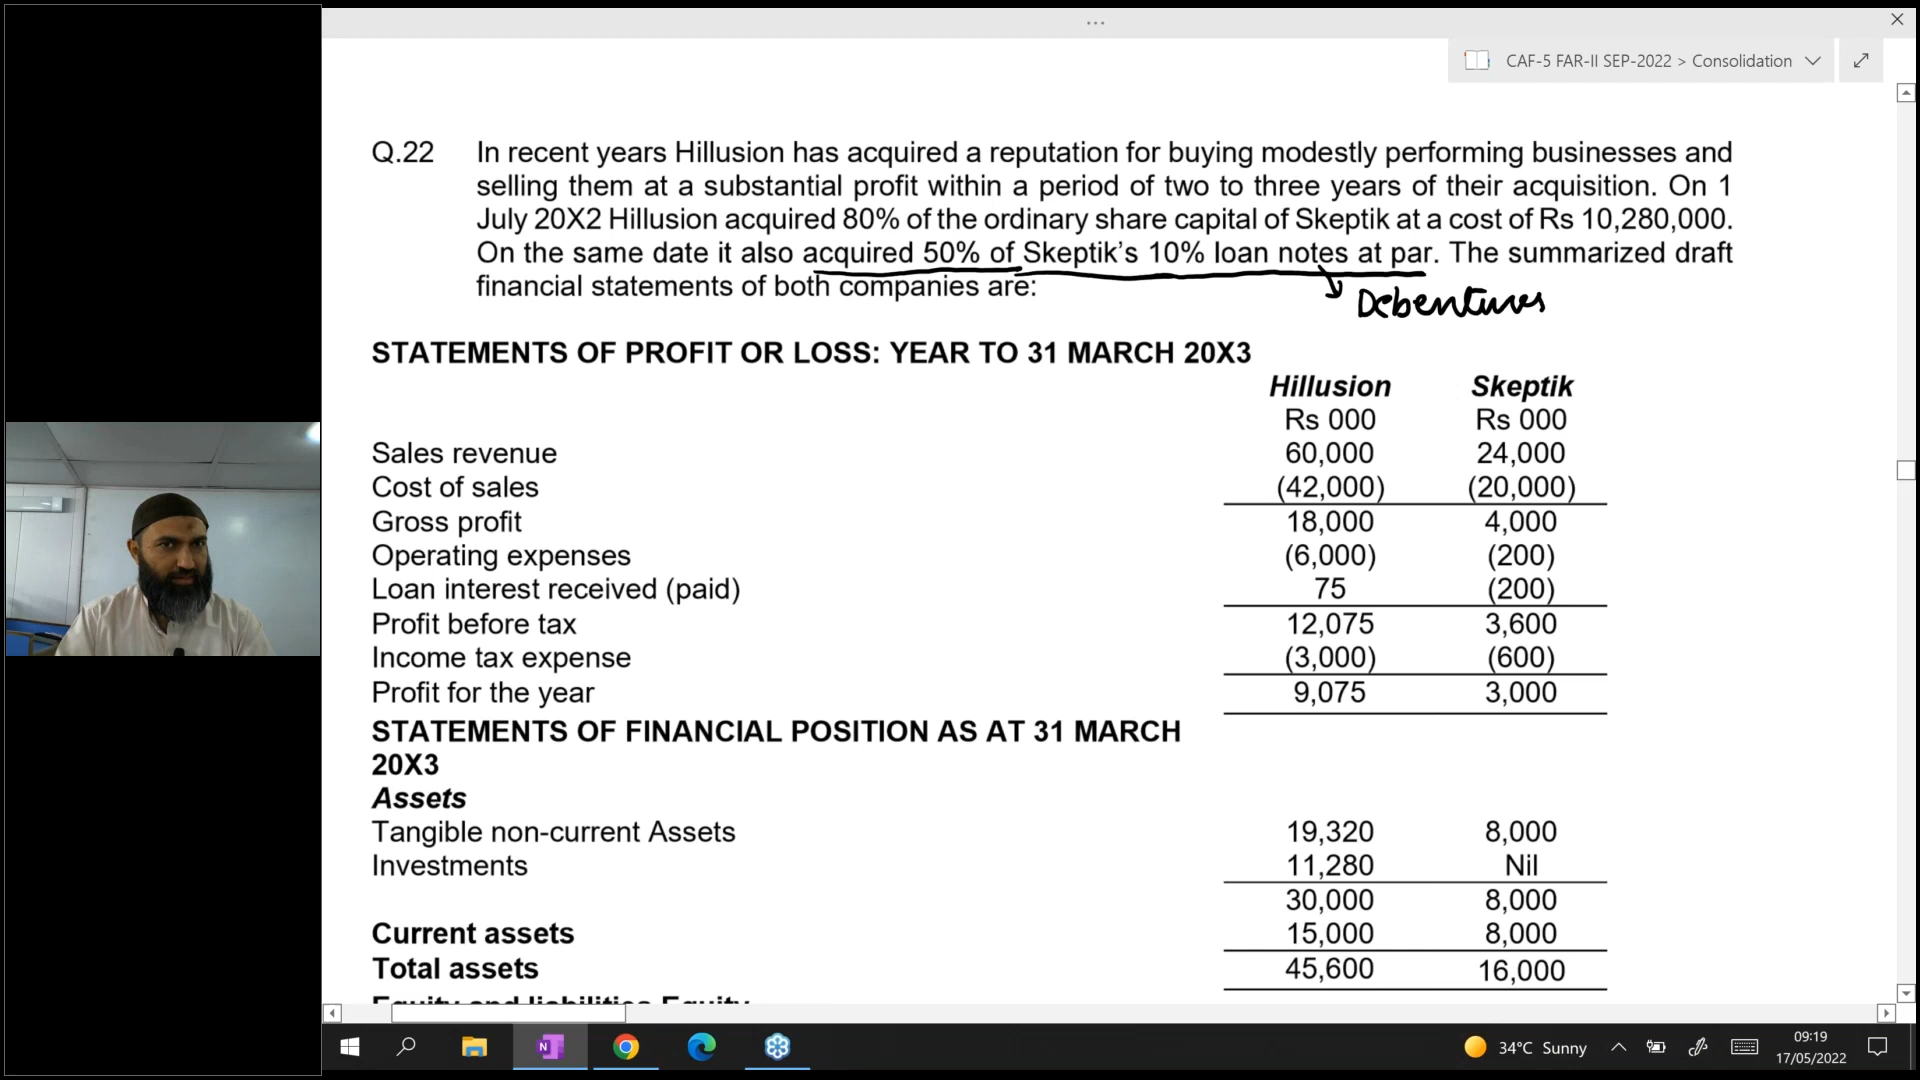 CAF-5 FAR-II SEP-2022 > Consolidation
Q.22 In recent years Hillusion has acquired a reputation for buying modestly performing businesses and
selling them at a substantial profit within a period of two to three years of their acquisition. On 1
July 20X2 Hillusion acquired 80% of the ordinary share capital of Skeptik at a cost of Rs 10,280,000.
On the same date it also acquired 50% of Skeptik’s 10% loan notes at par. The summarized draft
financial statements of both companies are:
Debentures
STATEMENTS OF PROFIT OR LOSS: YEAR TO 31 MARCH 20X3
Hillusion Skeptik
Rs 000 Rs 000
Sales revenue 60,000 24,000
Cost of sales (42,000) (20,000)
Gross profit 18,000 4,000
Operating expenses (6,000) (200)
Loan interest received (paid) 75 (200)
Profit before tax 12,075 3,600
Income tax expense (3,000) (600)
Profit for the year 9,075 3,000
STATEMENTS OF FINANCIAL POSITION AS AT 31 MARCH
20X3
Assets
Tangible non-current Assets 19,320 8,000
Investments 11,280 Nil
30,000 8,000
Current assets 15,000 8,000
Total assets 45,600 16,000
Equity and liabilities Equity
34°C Sunny
09:19
17/05/2022